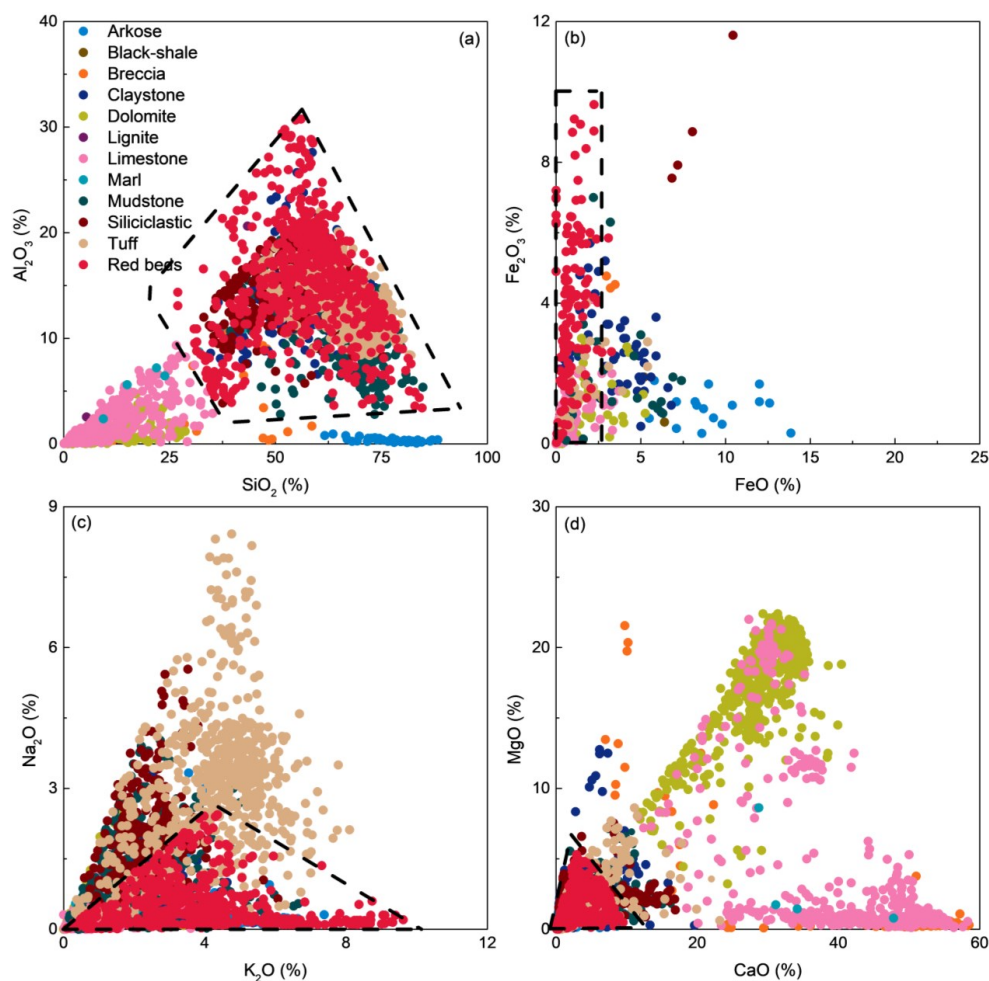 40
30
20
10
0
Al₂O₃ (%)
(a)
Arkose
Black-shale
Breccia
Claystone
Dolomite
Lignite
Limestone
Marl
Mudstone
Siliciclastic
Tuff
Red beds
0 25 50 75 100
SiO₂ (%)
12
8
4
0
Fe₂O₃ (%)
(b)
0 5 10 15 20 25
FeO (%)
9
6
3
0
Na₂O (%)
(c)
0 4 8 12
K₂O (%)
30
20
10
0
MgO (%)
(d)
0 20 40 60
CaO (%)